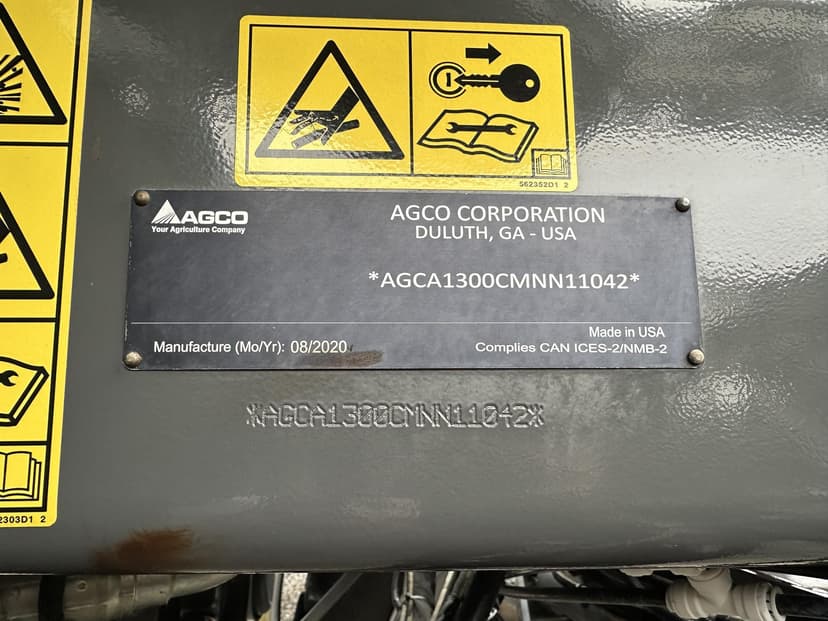 562352D1 2
AGCO
Your Agriculture Company
AGCO CORPORATION
DULUTH, GA - USA
*AGCA1300CMNN11042*
Made in USA
Manufacture (Mo/Yr): 08/2020
Complies CAN ICES-2/NMB-2
*AGCA1300CMNN11042*
2303D1 2